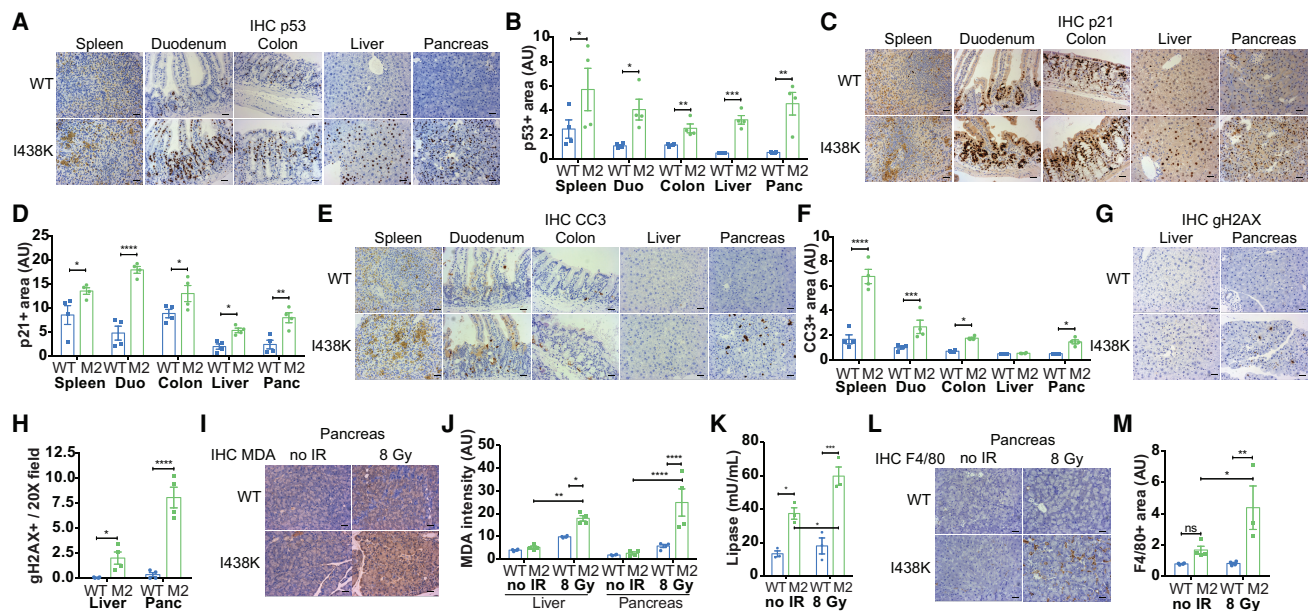 A
IHC p53
Spleen Duodenum Colon Liver Pancreas
WT
I438K
B
p53+ area (AU)
10
8
6
4
2
0
* * ** *** **
WT M2 WT M2 WT M2 WT M2 WT M2
Spleen Duo Colon Liver Panc
C
IHC p21
Spleen Duodenum Colon Liver Pancreas
WT
I438K
D
p21+ area (AU)
25
20
15
10
5
0
* **** * * **
WT M2 WT M2 WT M2 WT M2 WT M2
Spleen Duo Colon Liver Panc
E
IHC CC3
Spleen Duodenum Colon Liver Pancreas
WT
I438K
F
CC3+ area (AU)
10
8
6
4
2
0
**** *** * *
WT M2 WT M2 WT M2 WT M2 WT M2
Spleen Duo Colon Liver Panc
G
IHC gH2AX
Liver Pancreas
WT
I438K
H
gH2AX+ / 20X field
12.5
10.0
7.5
5.0
2.5
0.0
* ****
WT M2 WT M2
Liver Panc
I
Pancreas
IHC MDA no IR 8 Gy
WT
I438K
J
MDA intensity (AU)
50
40
30
20
10
0
** * **** ****
WT M2 WT M2 WT M2 WT M2
no IR 8 Gy no IR 8 Gy
Liver Pancreas
K
Lipase (mU/mL)
80
60
40
20
0
* * ***
WT M2 WT M2
no IR 8 Gy
L
Pancreas
IHC F4/80 no IR 8 Gy
WT
I438K
M
F4/80+ area (AU)
8
6
4
2
0
ns * **
WT M2 WT M2
no IR 8 Gy